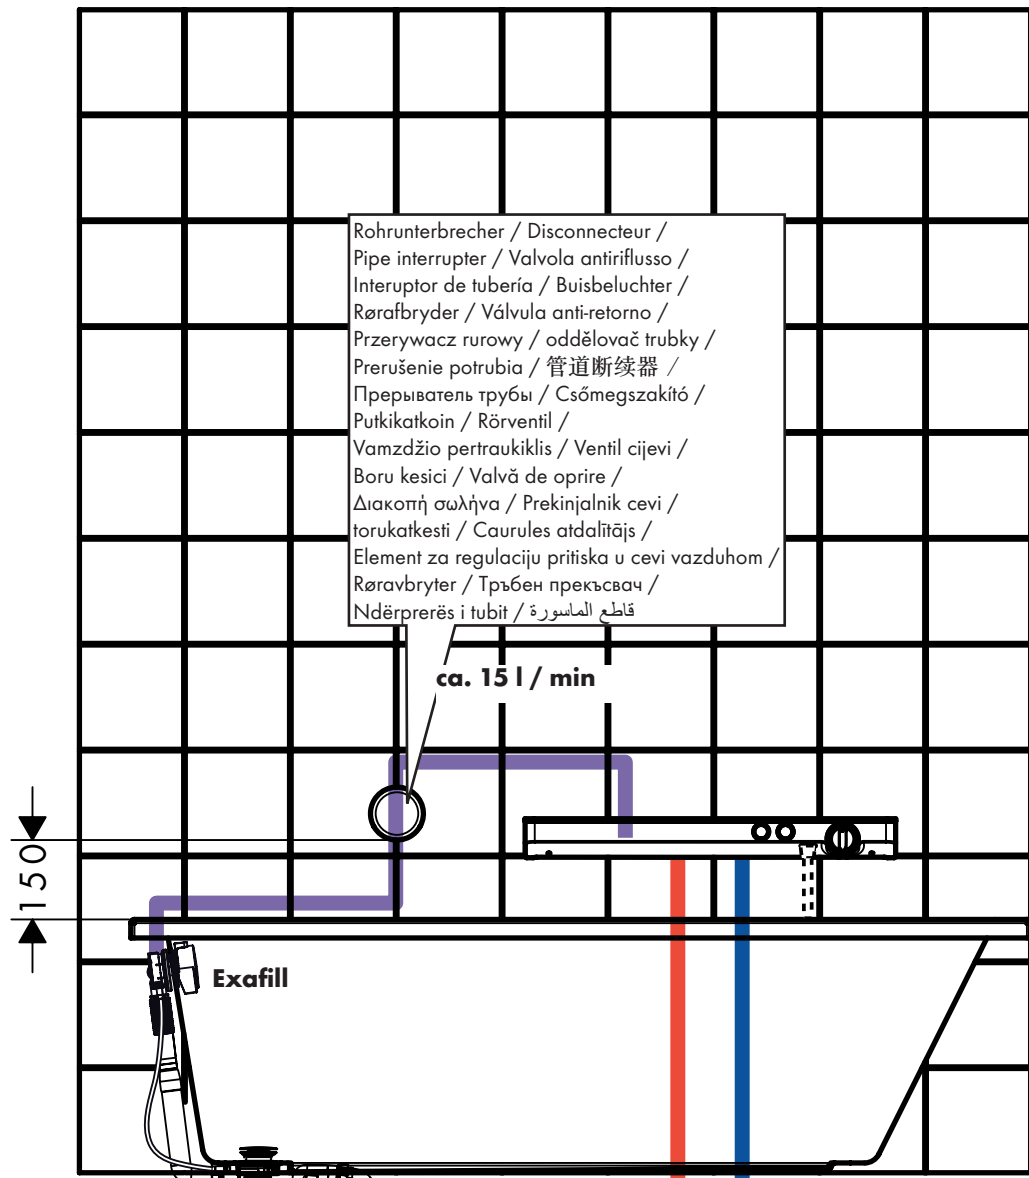 Rohrunterbrecher / Disconnecteur /
Pipe interrupter / Valvola antiriflusso /
Interuptor de tubería / Buisbeluchter /
Rørafbryder / Válvula anti-retorno /
Przerywacz rurowy / oddělovač trubky /
Prerušenie potrubia / 管道断续器 /
Прерыватель трубы / Csőmegszakító /
Putkikatkoin / Rörventil /
Vamzdžio pertraukiklis / Ventil cijevi /
Boru kesici / Valvă de oprire /
Διακοπή σωλήνα / Prekinjalnik cevi /
torukatkesti / Caurules atdalītājs /
Element za regulaciju pritiska u cevi vazduhom /
Røravbryter / Тръбен прекъсвач /
Ndërprerës i tubit / قاطع الماسورة
ca. 15 l / min
150
Exafill